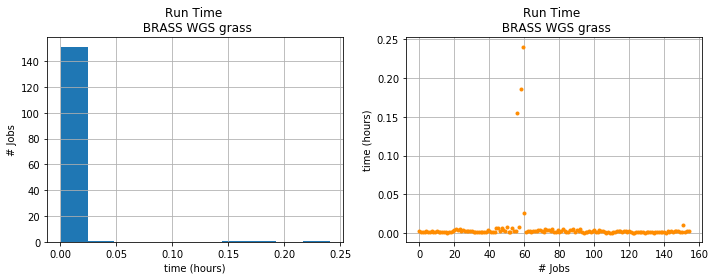 Run Time
BRASS WGS grass
140
120
100
80
60
40
20
0
# Jobs
0.00 0.05 0.10 0.15 0.20 0.25
time (hours)
Run Time
BRASS WGS grass
0.25
0.20
0.15
0.10
0.05
0.00
time (hours)
0 20 40 60 80 100 120 140 160
# Jobs